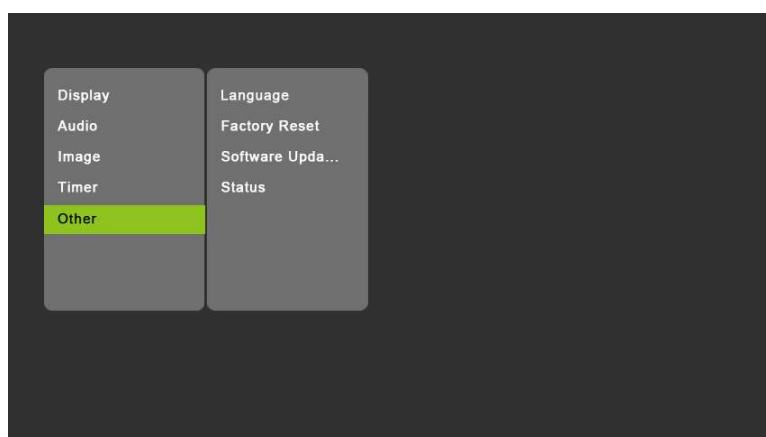 Display
Audio
Image
Timer
Other
Language
Factory Reset
Software Upda...
Status